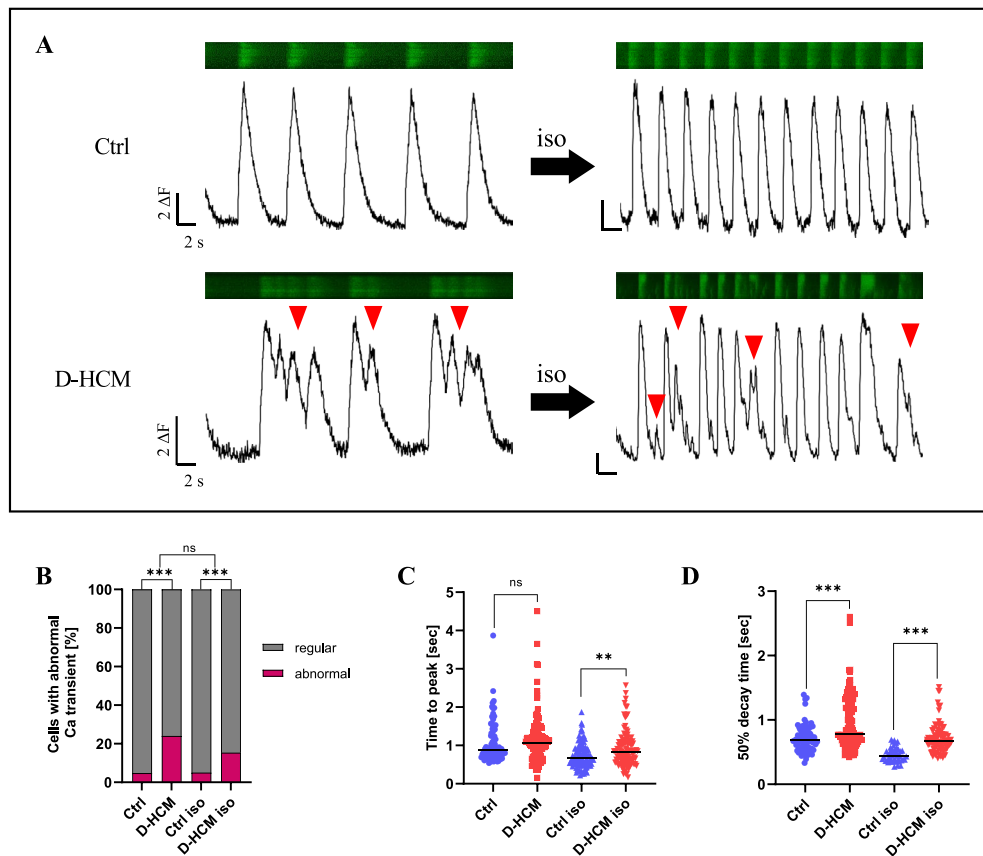 A
Ctrl
2 ΔF
2 s
iso
D-HCM
2 ΔF
2 s
iso
B
ns
***
***
Cells with abnormal
Ca transient [%]
100
80
60
40
20
0
Ctrl
D-HCM
Ctrl iso
D-HCM iso
regular
abnormal
C
Time to peak [sec]
5
4
3
2
1
0
ns
**
Ctrl
D-HCM
Ctrl iso
D-HCM iso
D
50% decay time [sec]
3
2
1
0
***
***
Ctrl
D-HCM
Ctrl iso
D-HCM iso